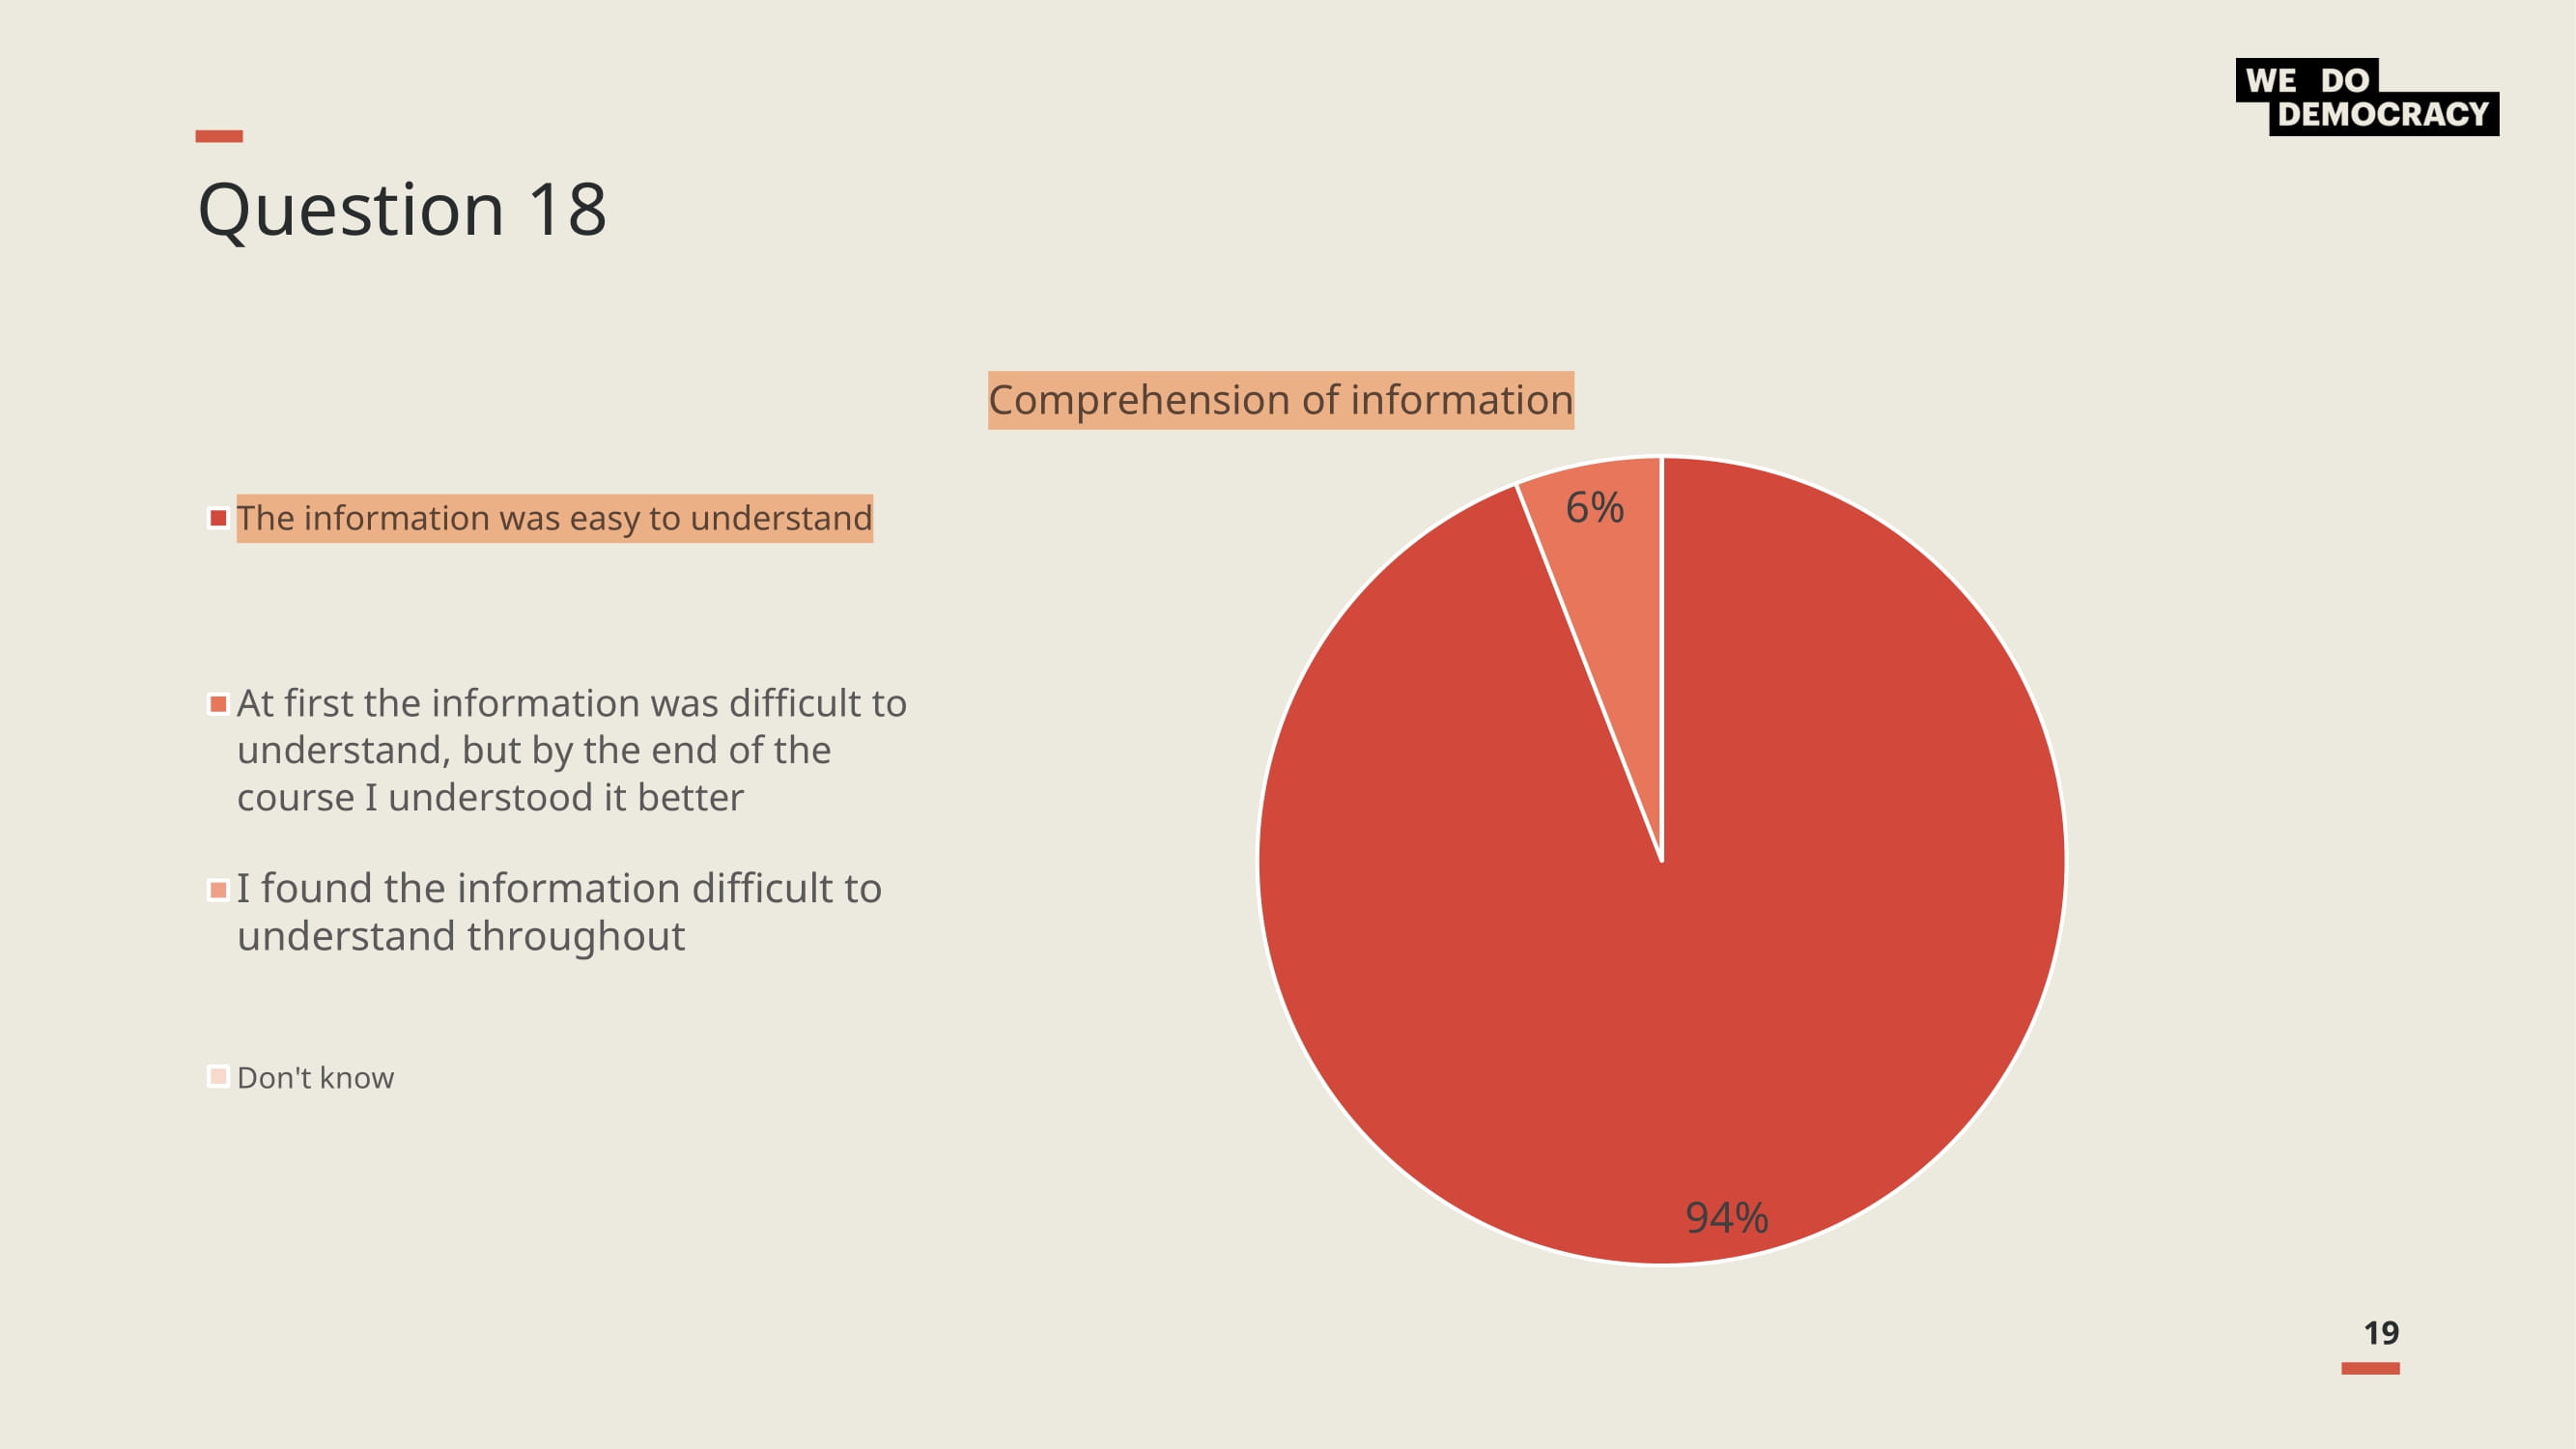 WE DO
DEMOCRACY
Question 18
Comprehension of information
The information was easy to understand
At first the information was difficult to
understand, but by the end of the
course I understood it better
I found the information difficult to
understand throughout
Don't know
6%
94%
19